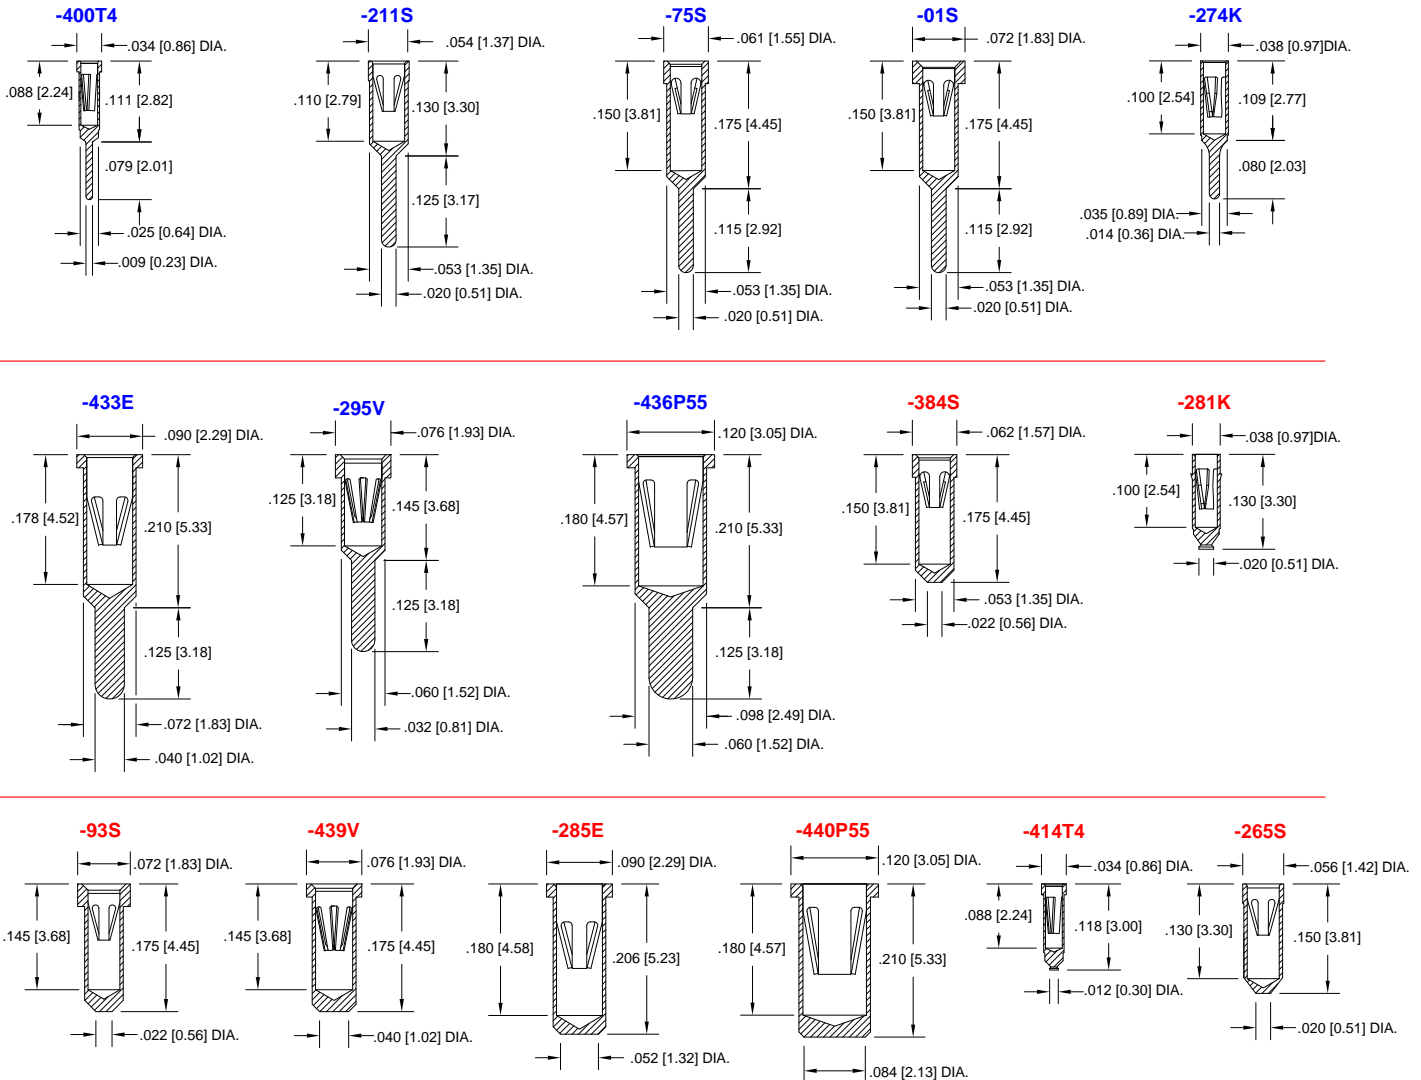 -400T4
.034 [0.86] DIA.
.088 [2.24]
.111 [2.82]
.079 [2.01]
.025 [0.64] DIA.
.009 [0.23] DIA.
-211S
.054 [1.37] DIA.
.110 [2.79]
.130 [3.30]
.125 [3.17]
.053 [1.35] DIA.
.020 [0.51] DIA.
-75S
.061 [1.55] DIA.
.150 [3.81]
.175 [4.45]
.115 [2.92]
.053 [1.35] DIA.
.020 [0.51] DIA.
-01S
.072 [1.83] DIA.
.150 [3.81]
.175 [4.45]
.115 [2.92]
.053 [1.35] DIA.
.020 [0.51] DIA.
-274K
.038 [0.97]DIA.
.100 [2.54]
.109 [2.77]
.080 [2.03]
.035 [0.89] DIA.
.014 [0.36] DIA.
-433E
.090 [2.29] DIA.
.178 [4.52]
.210 [5.33]
.125 [3.18]
.072 [1.83] DIA.
.040 [1.02] DIA.
-295V
.076 [1.93] DIA.
.125 [3.18]
.145 [3.68]
.125 [3.18]
.060 [1.52] DIA.
.032 [0.81] DIA.
-436P55
.120 [3.05] DIA.
.180 [4.57]
.210 [5.33]
.125 [3.18]
.098 [2.49] DIA.
.060 [1.52] DIA.
-384S
.062 [1.57] DIA.
.150 [3.81]
.175 [4.45]
.053 [1.35] DIA.
.022 [0.56] DIA.
-281K
.038 [0.97]DIA.
.100 [2.54]
.130 [3.30]
.020 [0.51] DIA.
-93S
.072 [1.83] DIA.
.145 [3.68]
.175 [4.45]
.022 [0.56] DIA.
-439V
.076 [1.93] DIA.
.145 [3.68]
.175 [4.45]
.040 [1.02] DIA.
-285E
.090 [2.29] DIA.
.180 [4.58]
.206 [5.23]
.052 [1.32] DIA.
-440P55
.120 [3.05] DIA.
.180 [4.57]
.210 [5.33]
.084 [2.13] DIA.
-414T4
.034 [0.86] DIA.
.088 [2.24]
.118 [3.00]
.012 [0.30] DIA.
-265S
.056 [1.42] DIA.
.130 [3.30]
.150 [3.81]
.020 [0.51] DIA.